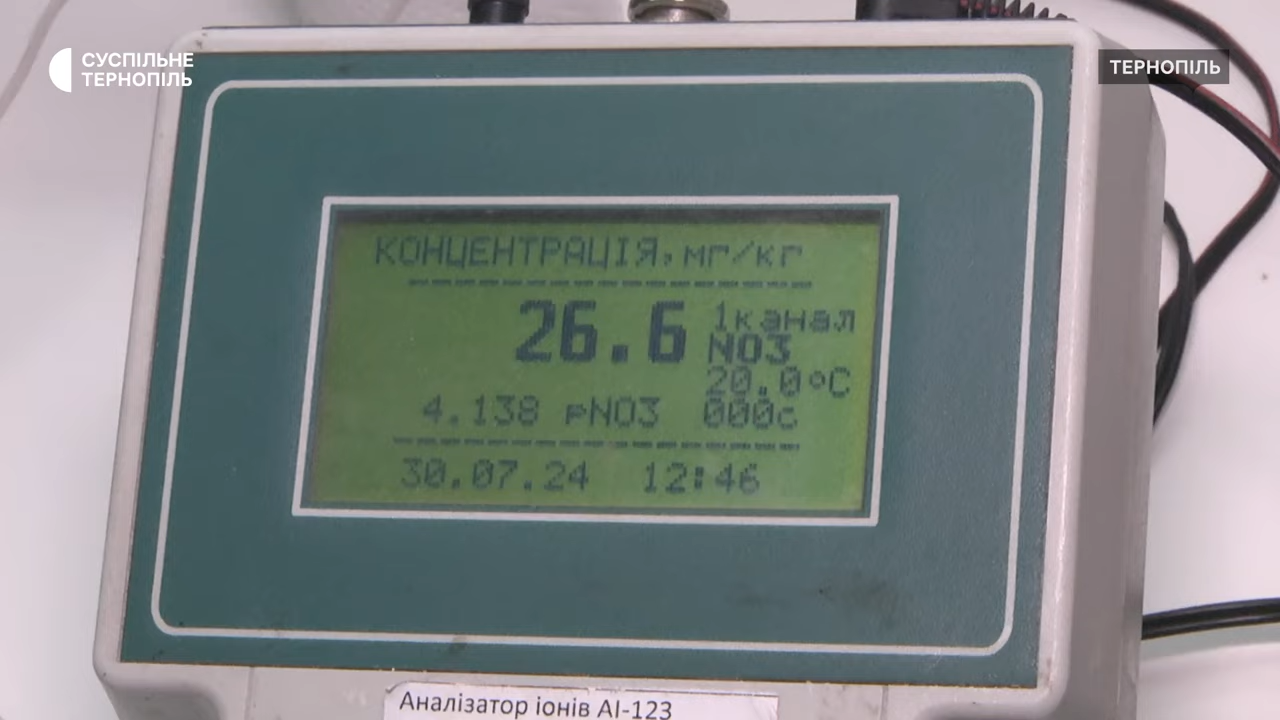 СУСПІЛЬНЕ
ТЕРНОПІЛЬ
ТЕРНОПІЛЬ
КОНЦЕНТРАЦІЯ,мг/кг
26.6 1канал
NO3
20.0°C
4.138 pNO3 000с
30.07.24 12:46
Аналізатор іонів АІ-123